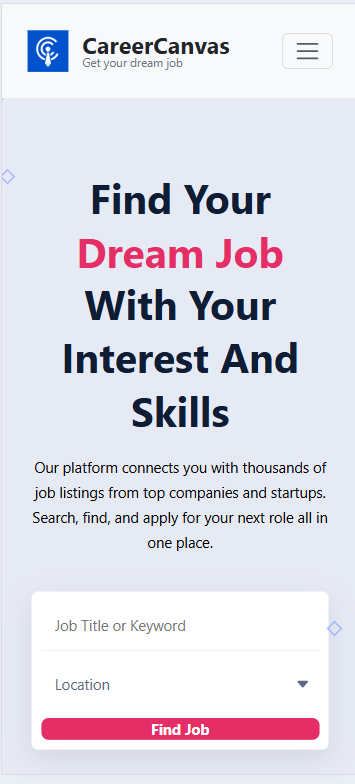 CareerCanvas
Get your dream job
Find Your
Dream Job
With Your
Interest And
Skills
Our platform connects you with thousands of
job listings from top companies and startups.
Search, find, and apply for your next role all in
one place.
Job Title or Keyword
Location
Find Job